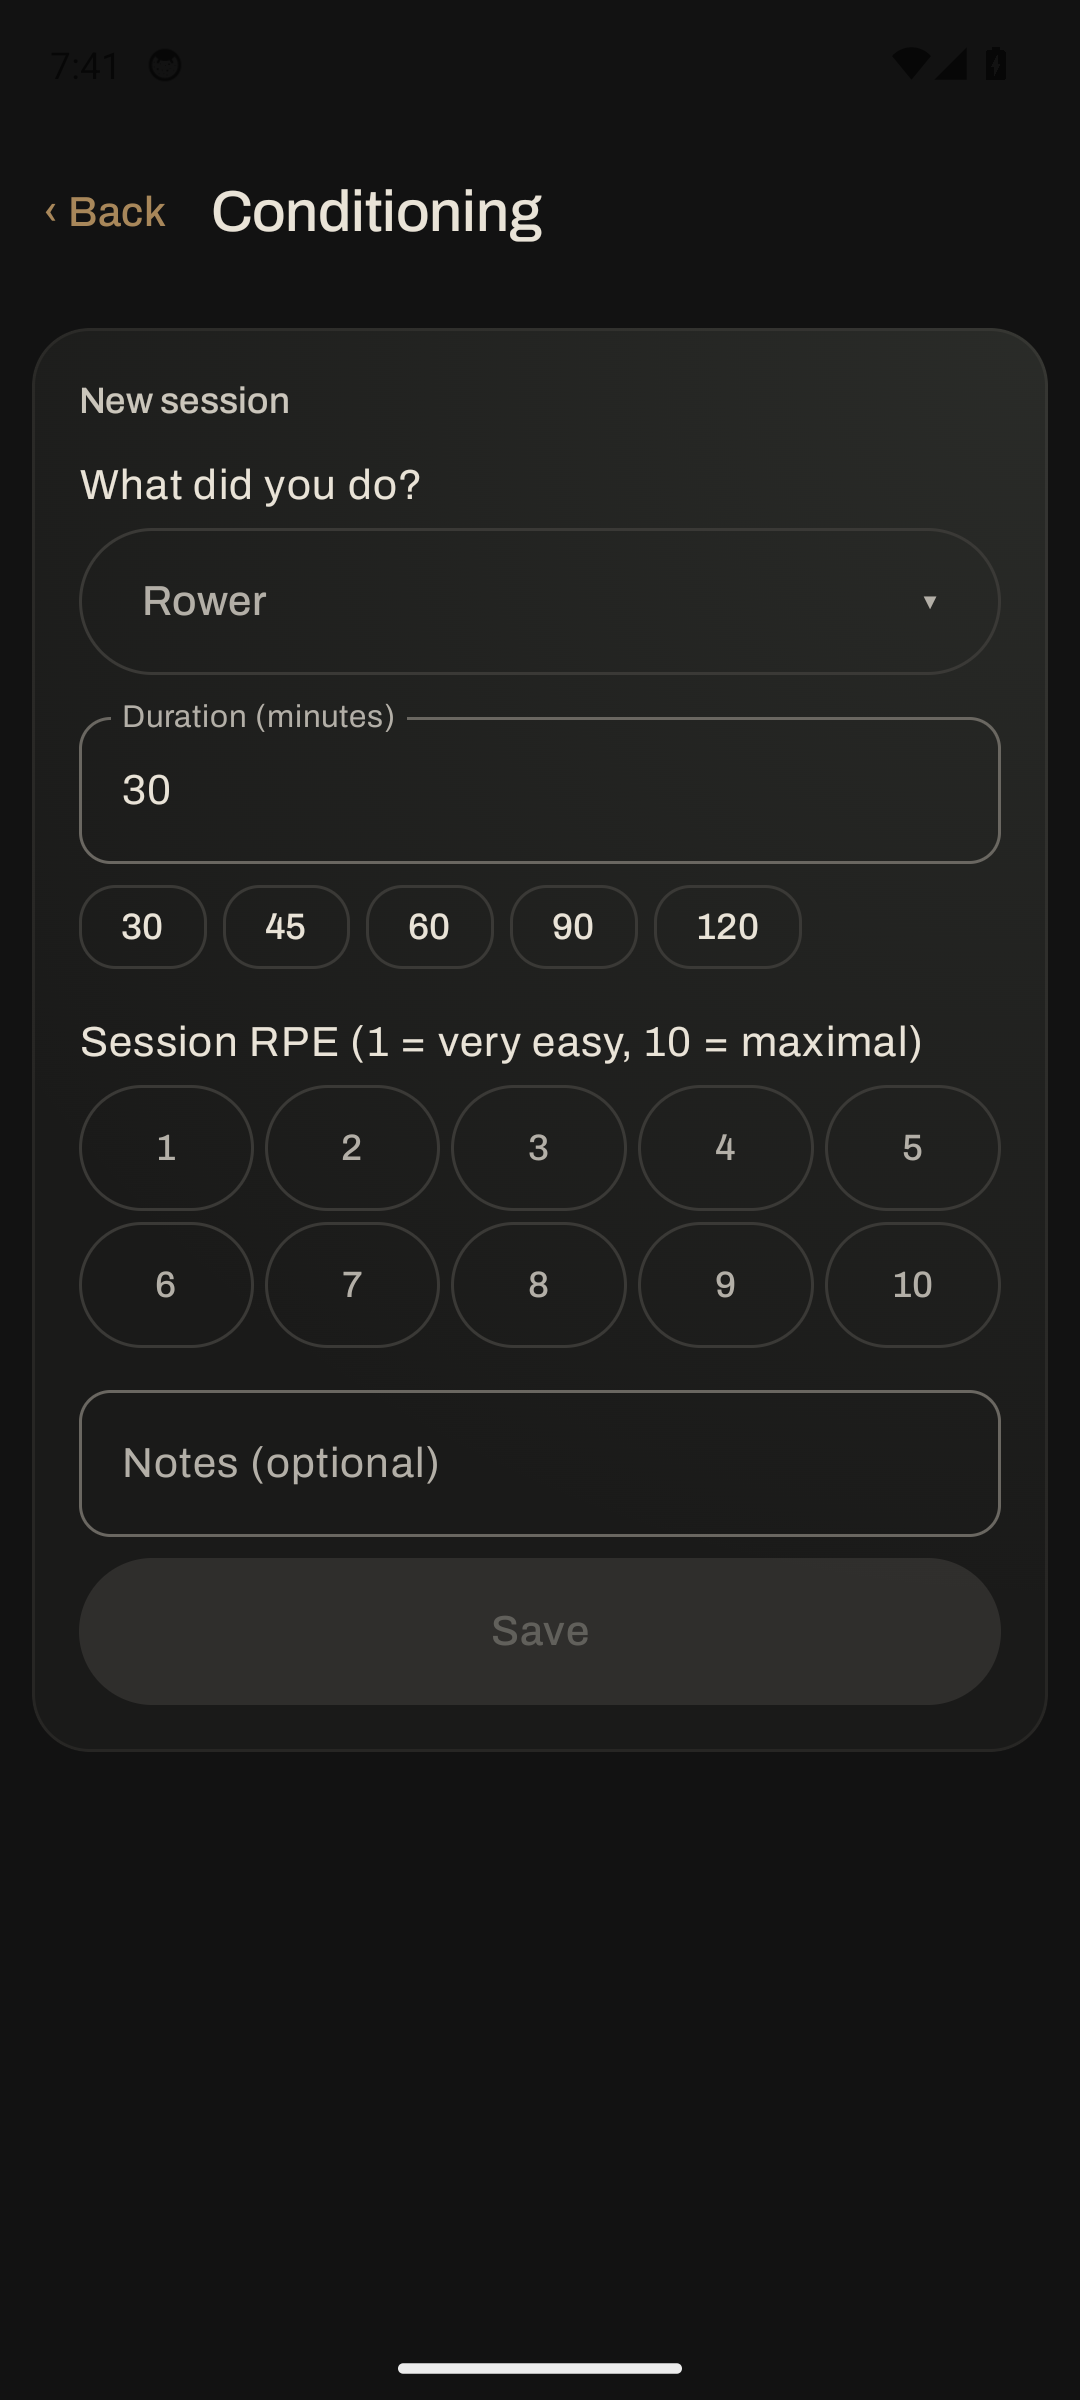 7:41
‹ Back Conditioning
New session
What did you do?
Rower ▼
Duration (minutes)
30
30 45 60 90 120
Session RPE (1 = very easy, 10 = maximal)
1 2 3 4 5
6 7 8 9 10
Notes (optional)
Save